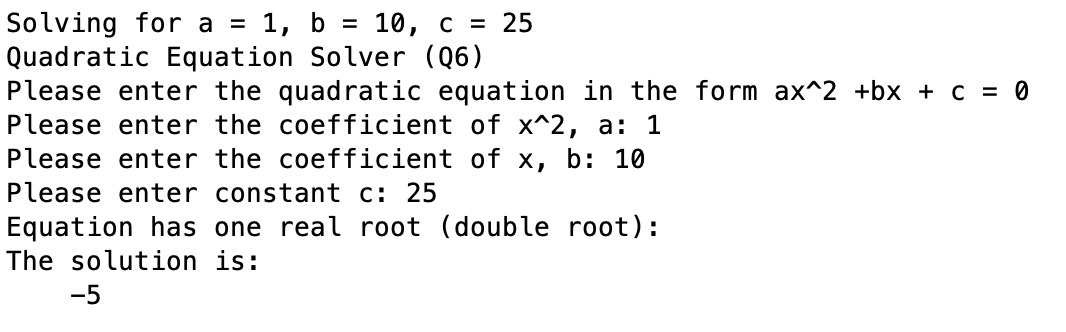 Solving for a = 1, b = 10, c = 25
Quadratic Equation Solver (Q6)
Please enter the quadratic equation in the form ax^2 +bx + c = 0
Please enter the coefficient of x^2, a: 1
Please enter the coefficient of x, b: 10
Please enter constant c: 25
Equation has one real root (double root):
The solution is:
    -5